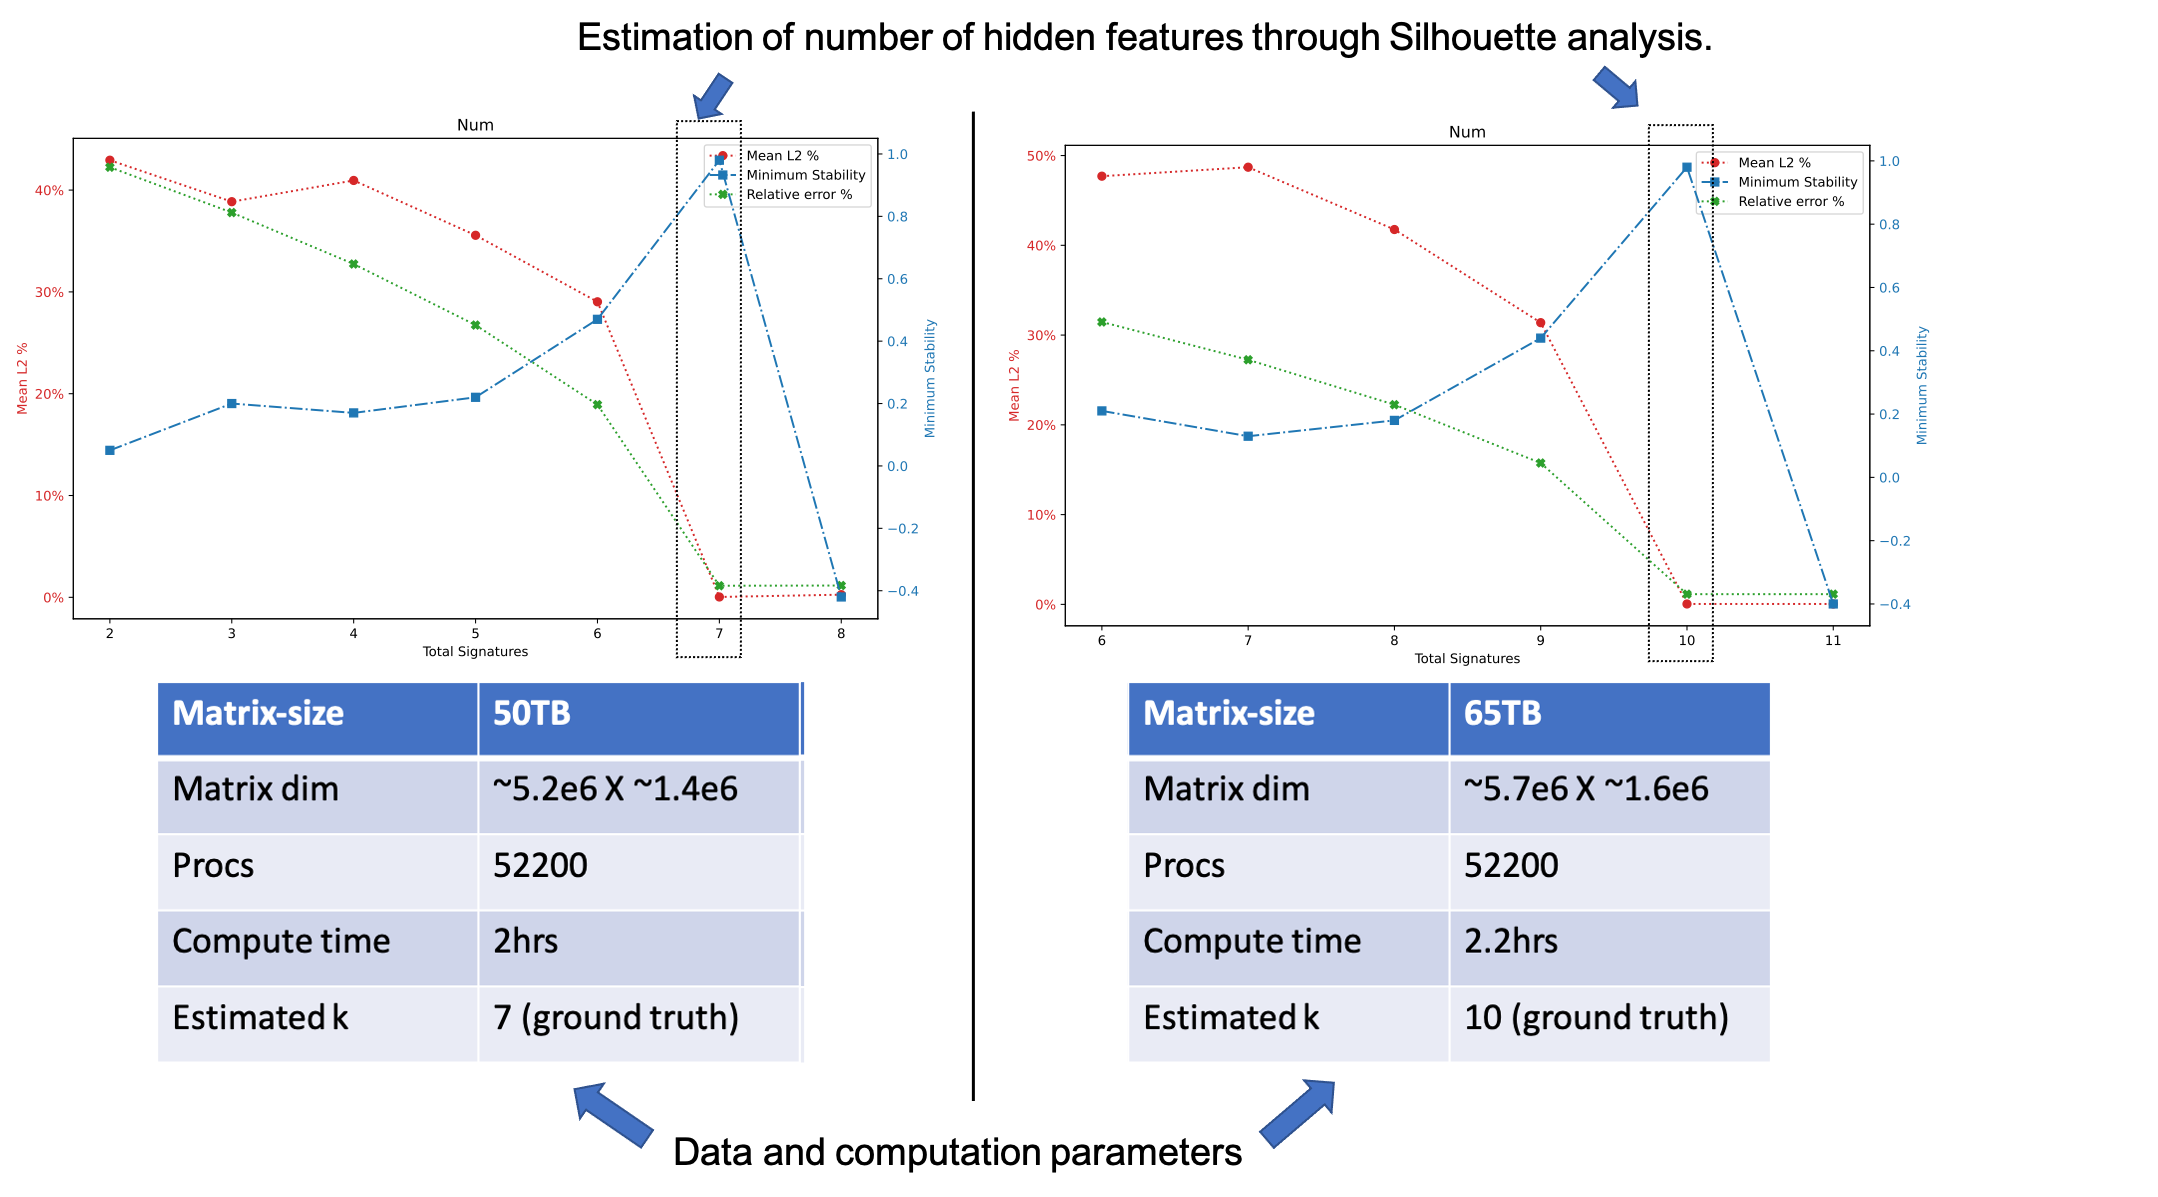 Estimation of number of hidden features through Silhouette analysis.
Num
Mean L2 %
Minimum Stability
Relative error %
40%
30%
20%
10%
0%
Mean L2 %
1.0
0.8
0.6
0.4
0.2
0.0
−0.2
−0.4
Minimum Stability
2 3 4 5 6 7 8
Total Signatures
Matrix-size 50TB
Matrix dim ~5.2e6 X ~1.4e6
Procs 52200
Compute time 2hrs
Estimated k 7 (ground truth)
Num
Mean L2 %
Minimum Stability
Relative error %
50%
40%
30%
20%
10%
0%
Mean L2 %
1.0
0.8
0.6
0.4
0.2
0.0
−0.2
−0.4
Minimum Stability
6 7 8 9 10 11
Total Signatures
Matrix-size 65TB
Matrix dim ~5.7e6 X ~1.6e6
Procs 52200
Compute time 2.2hrs
Estimated k 10 (ground truth)
Data and computation parameters